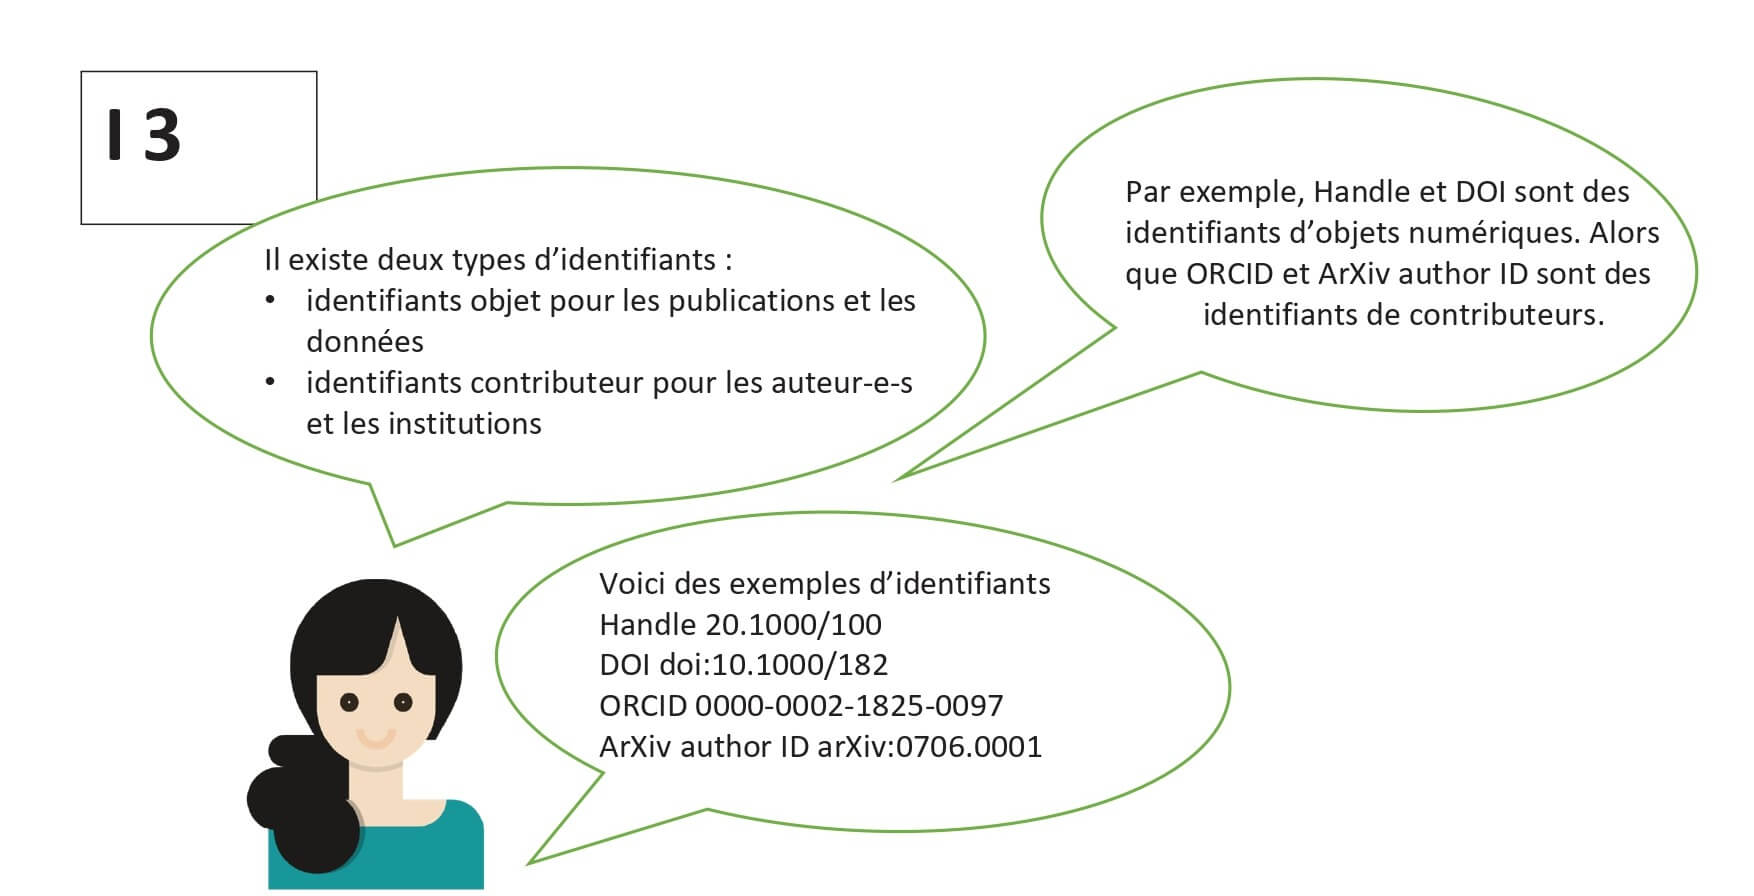 I 3
Il existe deux types d’identifiants :
• identifiants objet pour les publications et les
données
• identifiants contributeur pour les auteur-e-s
et les institutions
Par exemple, Handle et DOI sont des
identifiants d’objets numériques. Alors
que ORCID et ArXiv author ID sont des
identifiants de contributeurs.
Voici des exemples d’identifiants
Handle 20.1000/100
DOI doi:10.1000/182
ORCID 0000-0002-1825-0097
ArXiv author ID arXiv:0706.0001